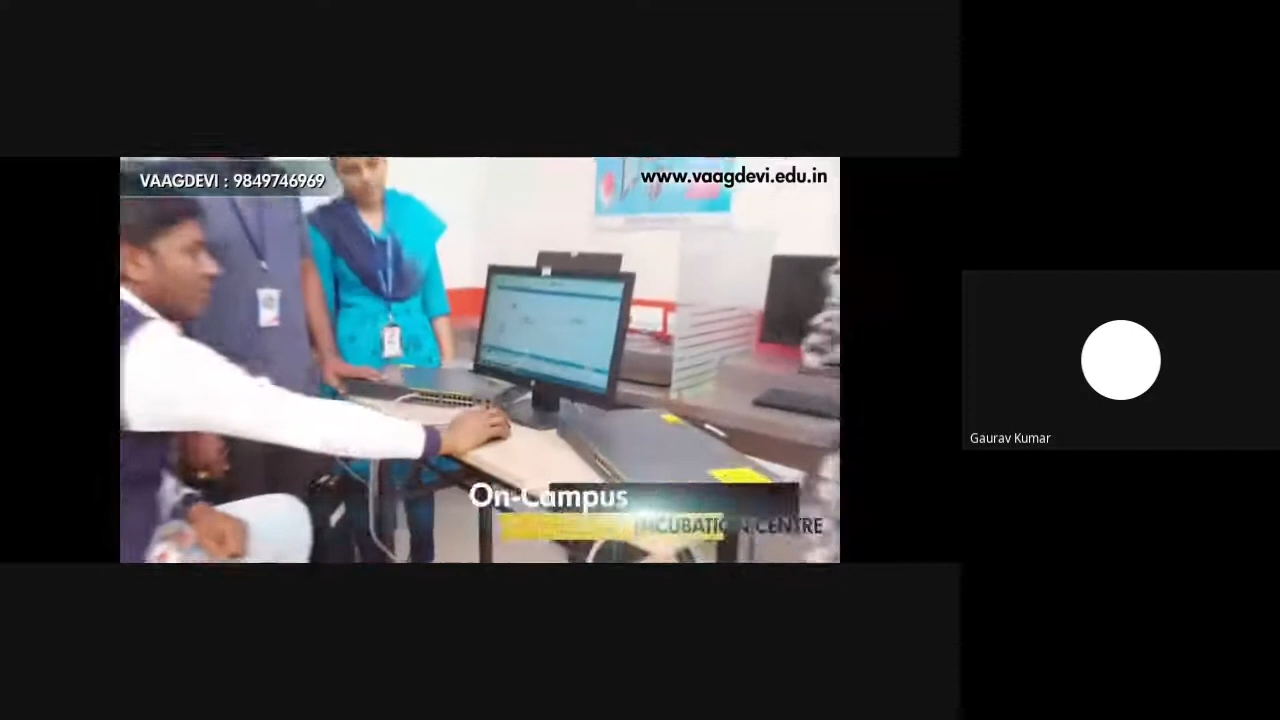 VAAGDEVI : 9849746969
www.vaagdevi.edu.in
On-Campus
INCUBATION CENTRE
Gaurav Kumar